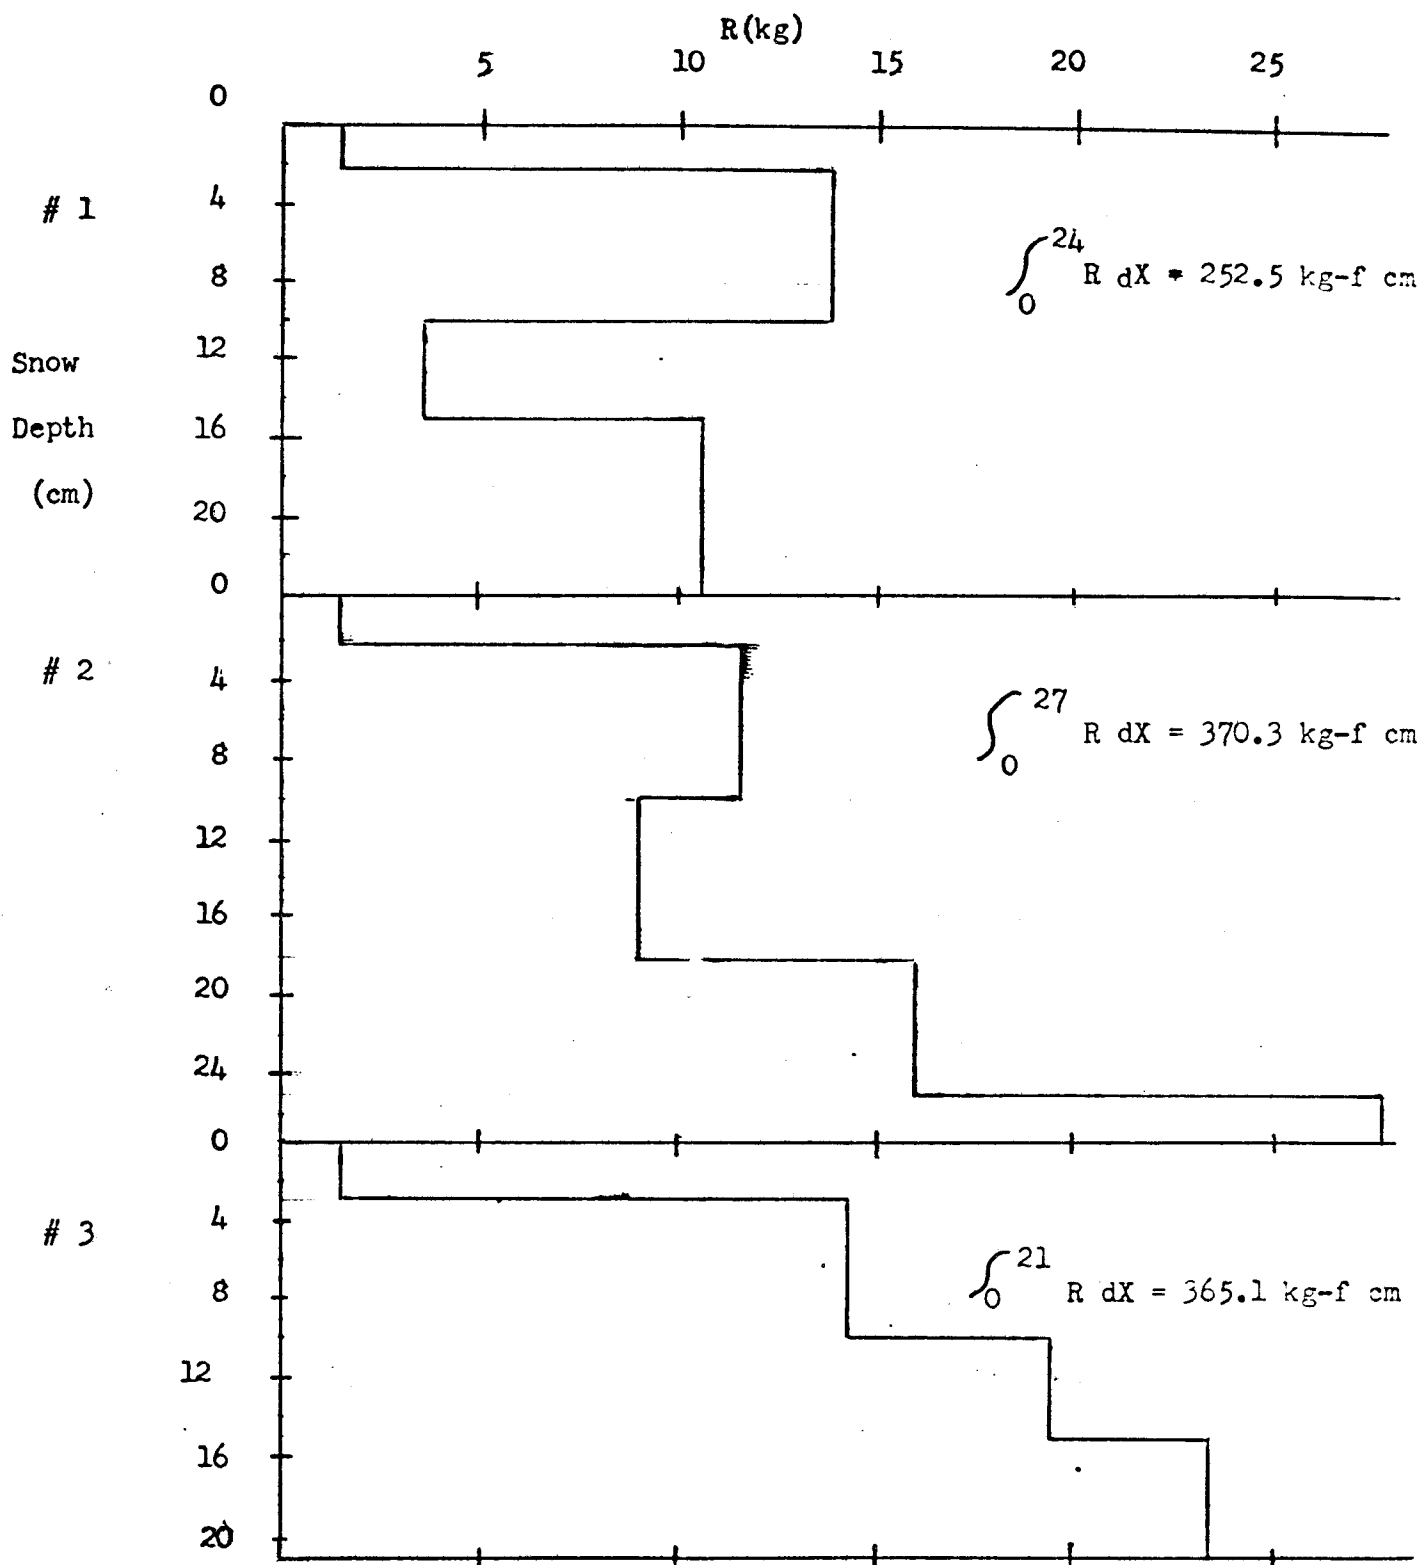 R(kg)
5 10 15 20 25
0
# 1
4
∫ 24 0 R dX = 252.5 kg-f cm
8
12
Snow
Depth
16
(cm)
20
0
# 2
4
∫ 27 0 R dX = 370.3 kg-f cm
8
12
16
20
24
0
# 3
4
∫ 21 0 R dX = 365.1 kg-f cm
8
12
16
20